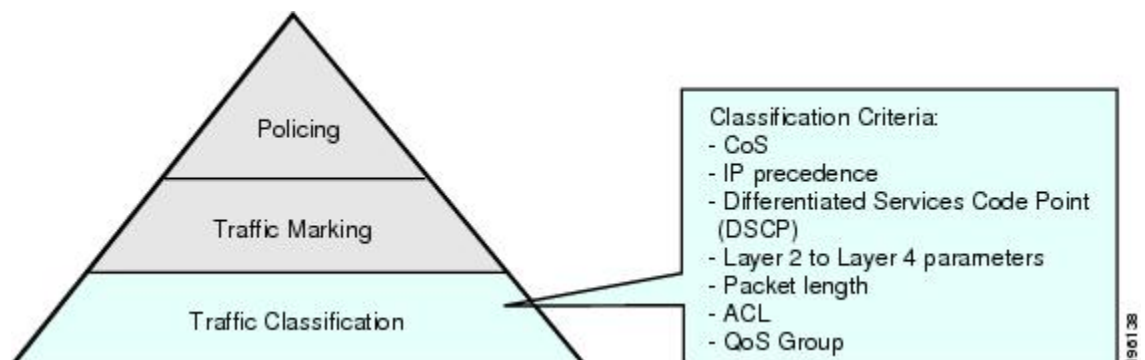 Policing
Traffic Marking
Traffic Classification
Classification Criteria:
- CoS
- IP precedence
- Differentiated Services Code Point
(DSCP)
- Layer 2 to Layer 4 parameters
- Packet length
- ACL
- QoS Group
96138